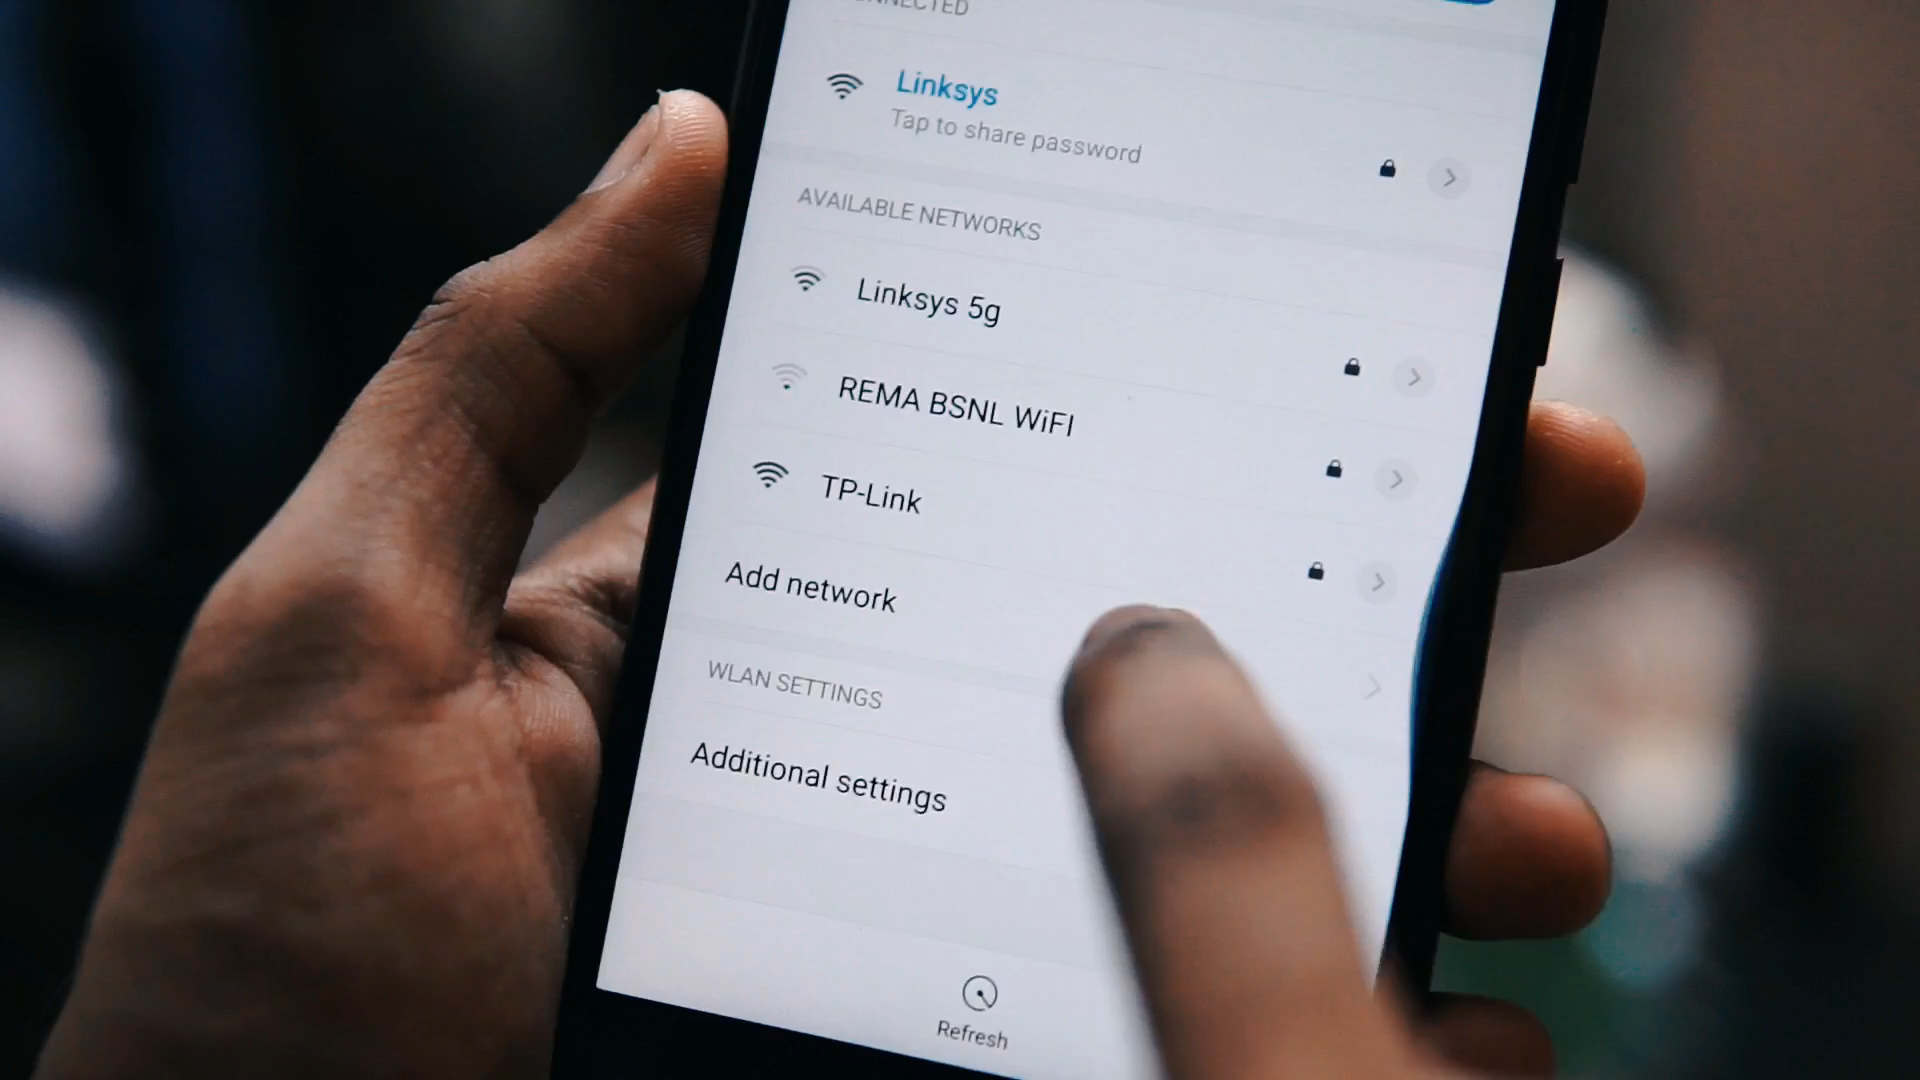 CONNECTED
Linksys
Tap to share password
AVAILABLE NETWORKS
Linksys 5g
REMA BSNL WiFI
TP-Link
Add network
WLAN SETTINGS
Additional settings
Refresh